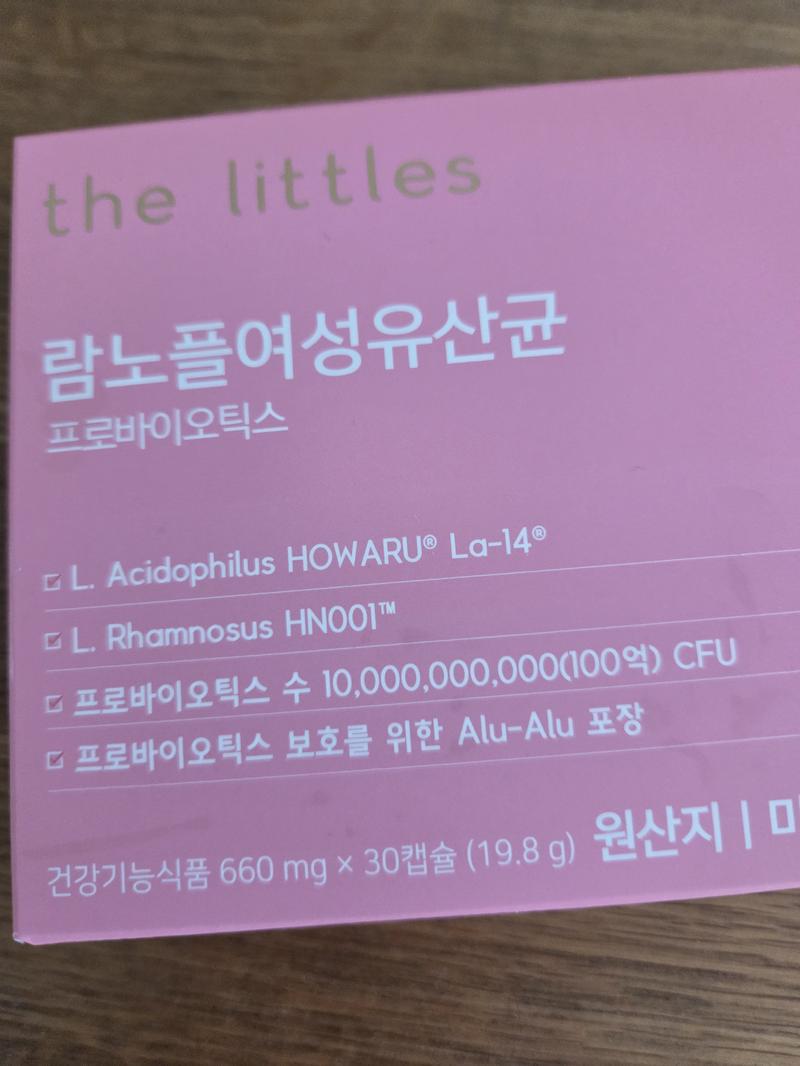 the littles
람노플여성유산균
프로바이오틱스
L. Acidophilus HOWARU® La-14®
L. Rhamnosus HN001™
프로바이오틱스 수 10,000,000,000(100억) CFU
프로바이오틱스 보호를 위한 Alu-Alu 포장
건강기능식품 660 mg × 30캡슐 (19.8 g) 원산지 |